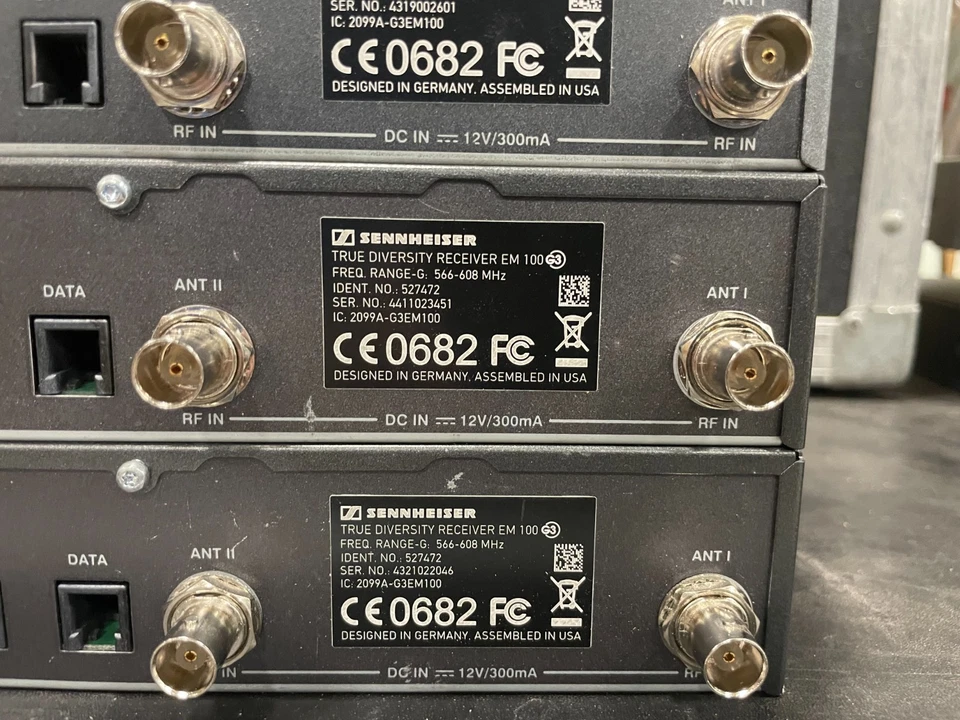 SER. NO.: 4319002601
IC: 2099A-G3EM100
CE 0682 FC
DESIGNED IN GERMANY. ASSEMBLED IN USA
ANT I
RF IN DC IN 12V/300mA RF IN
SENNHEISER
TRUE DIVERSITY RECEIVER EM 100 G3
FREQ. RANGE-G: 566-608 MHz
IDENT. NO.: 527472
SER. NO.: 4411023451
IC: 2099A-G3EM100
CE 0682 FC
DESIGNED IN GERMANY. ASSEMBLED IN USA
DATA ANT II ANT I
RF IN DC IN 12V/300mA RF IN
SENNHEISER
TRUE DIVERSITY RECEIVER EM 100 G3
FREQ. RANGE-G: 566-608 MHz
IDENT. NO.: 527472
SER. NO.: 4321022046
IC: 2099A-G3EM100
CE 0682 FC
DESIGNED IN GERMANY. ASSEMBLED IN USA
DATA ANT II ANT I
IN DC IN 12V/300mA RF